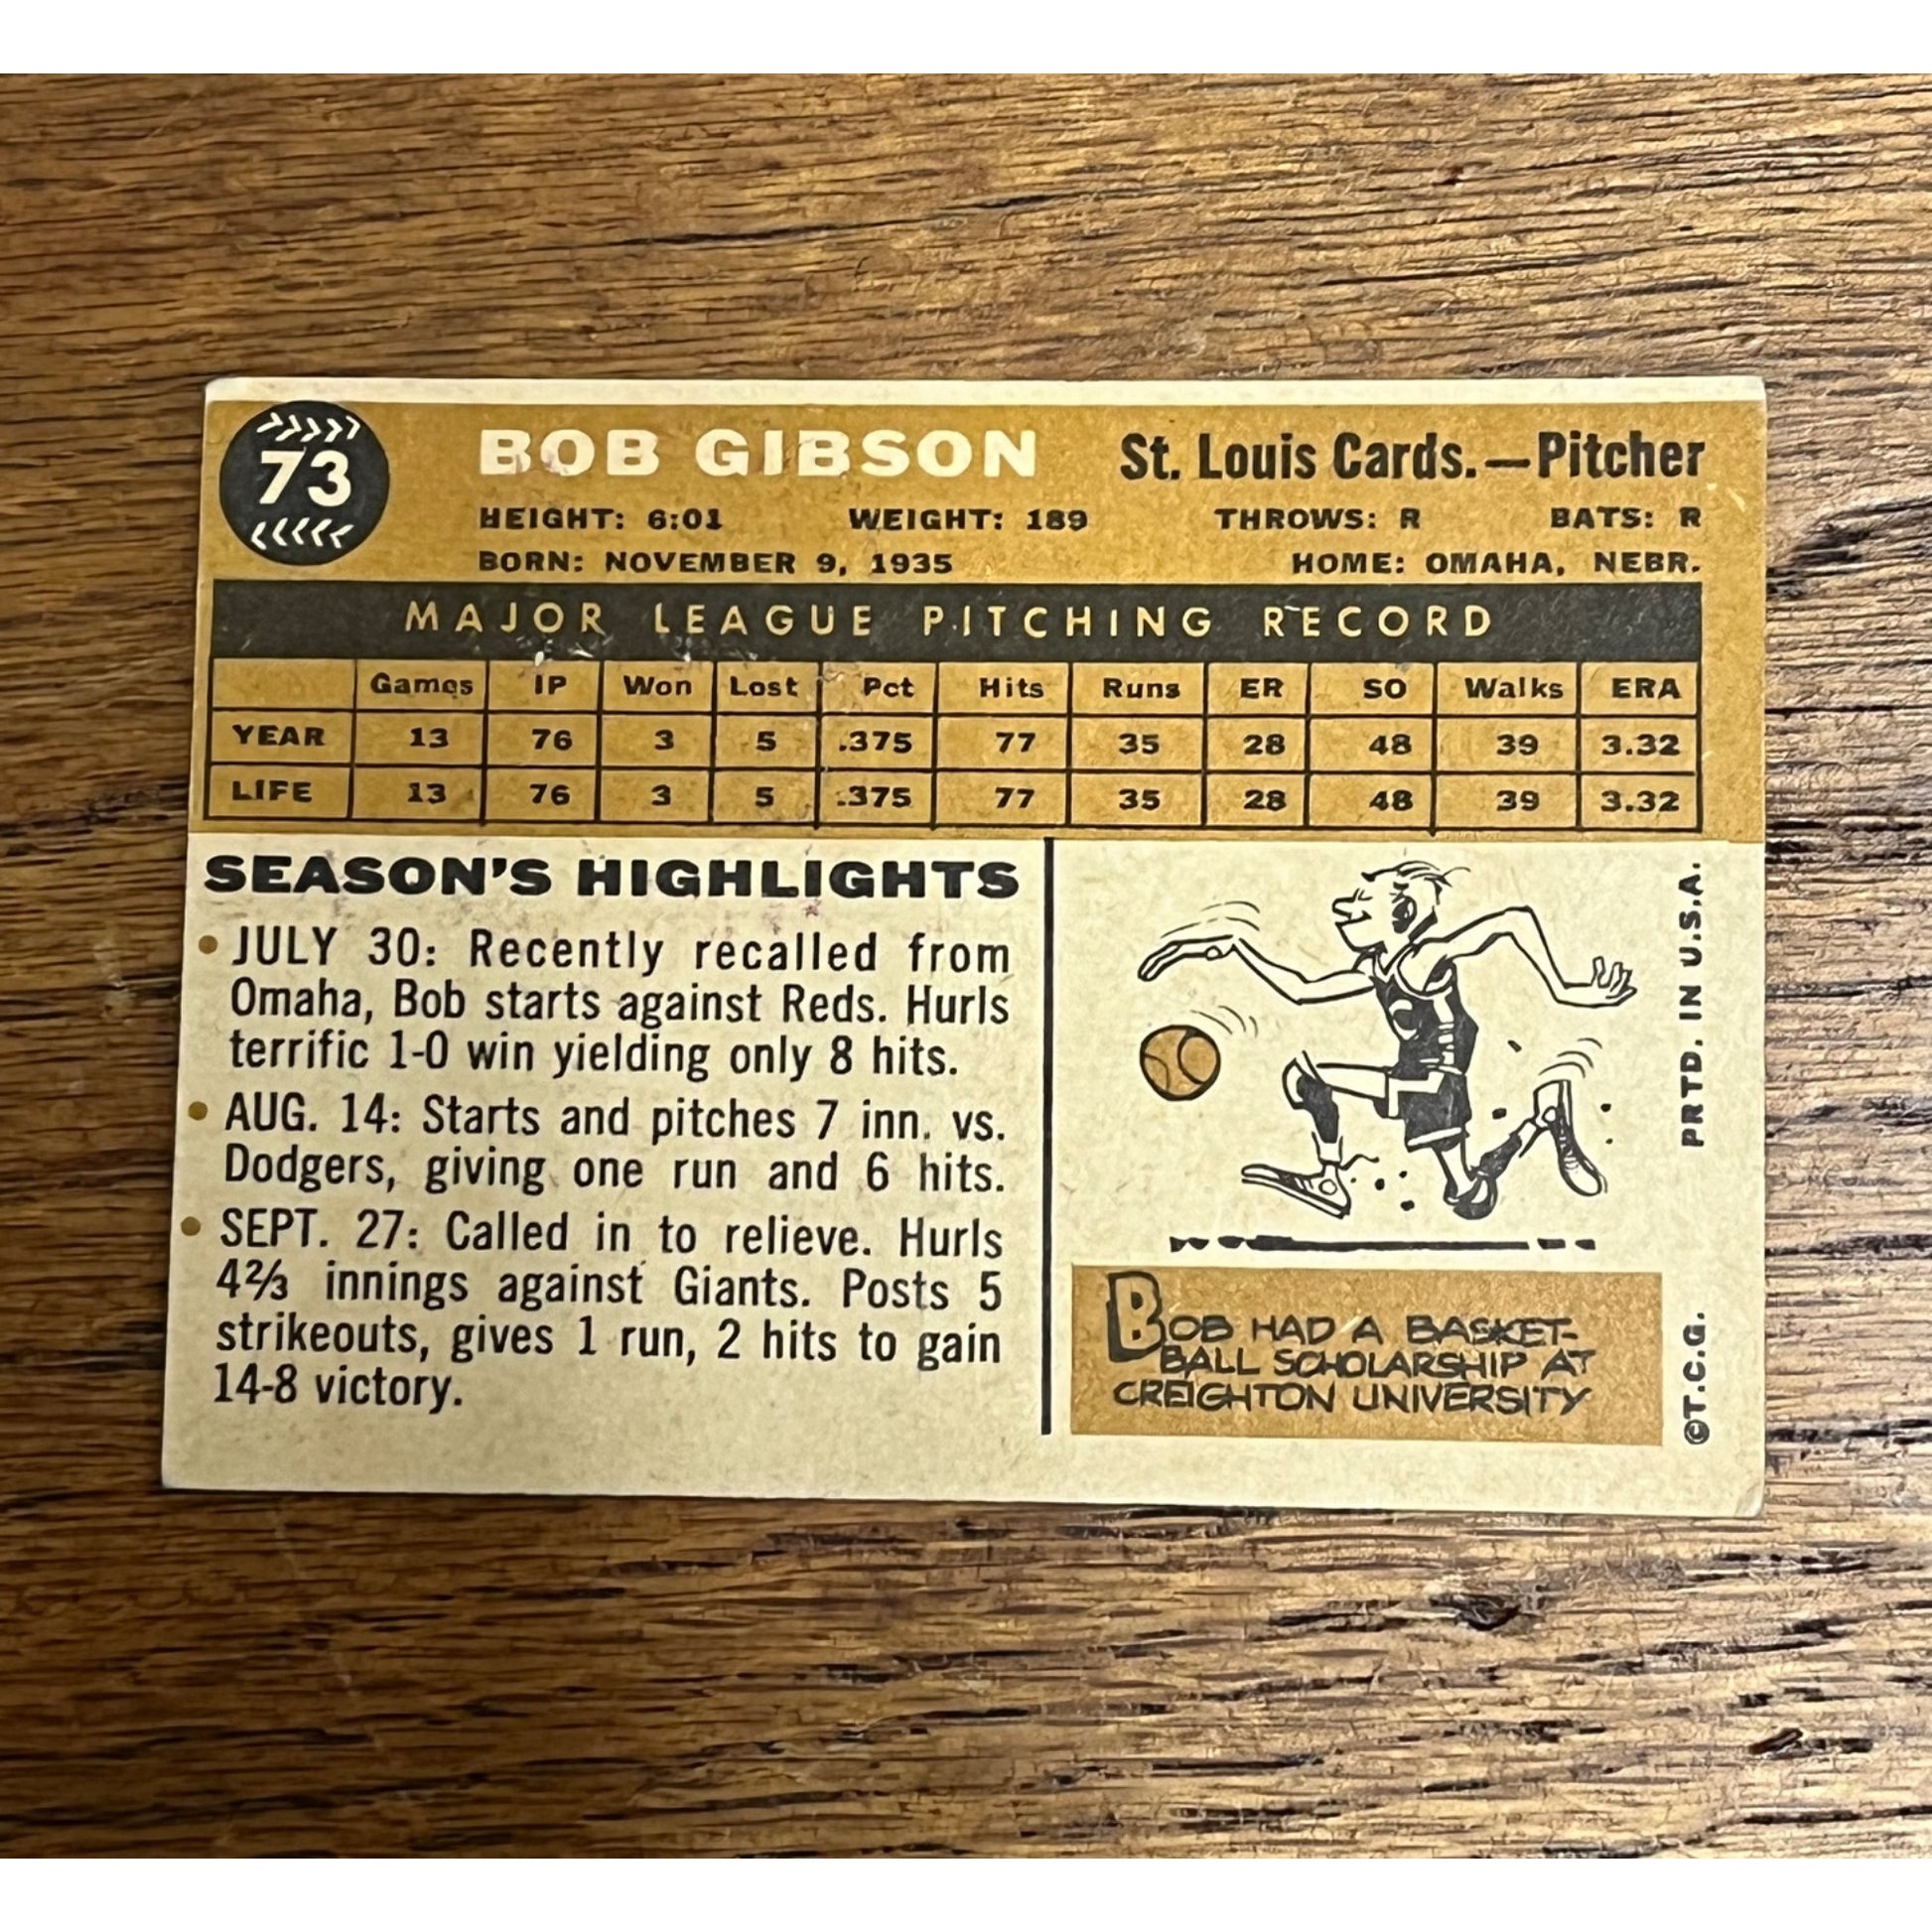 73
BOB GIBSON St. Louis Cards.—Pitcher
HEIGHT: 6:01 WEIGHT: 189 THROWS: R BATS: R
BORN: NOVEMBER 9, 1935 HOME: OMAHA, NEBR.
MAJOR LEAGUE PITCHING RECORD
Games IP Won Lost Pct Hits Runs ER SO Walks ERA
YEAR 13 76 3 5 .375 77 35 28 48 39 3.32
LIFE 13 76 3 5 .375 77 35 28 48 39 3.32
SEASON'S HIGHLIGHTS
• JULY 30: Recently recalled from
Omaha, Bob starts against Reds. Hurls
terrific 1-0 win yielding only 8 hits.
• AUG. 14: Starts and pitches 7 inn. vs.
Dodgers, giving one run and 6 hits.
• SEPT. 27: Called in to relieve. Hurls
4⅔ innings against Giants. Posts 5
strikeouts, gives 1 run, 2 hits to gain
14-8 victory.
C
BOB HAD A BASKET-
BALL SCHOLARSHIP AT
CREIGHTON UNIVERSITY
©T.C.G. PRTD. IN U.S.A.